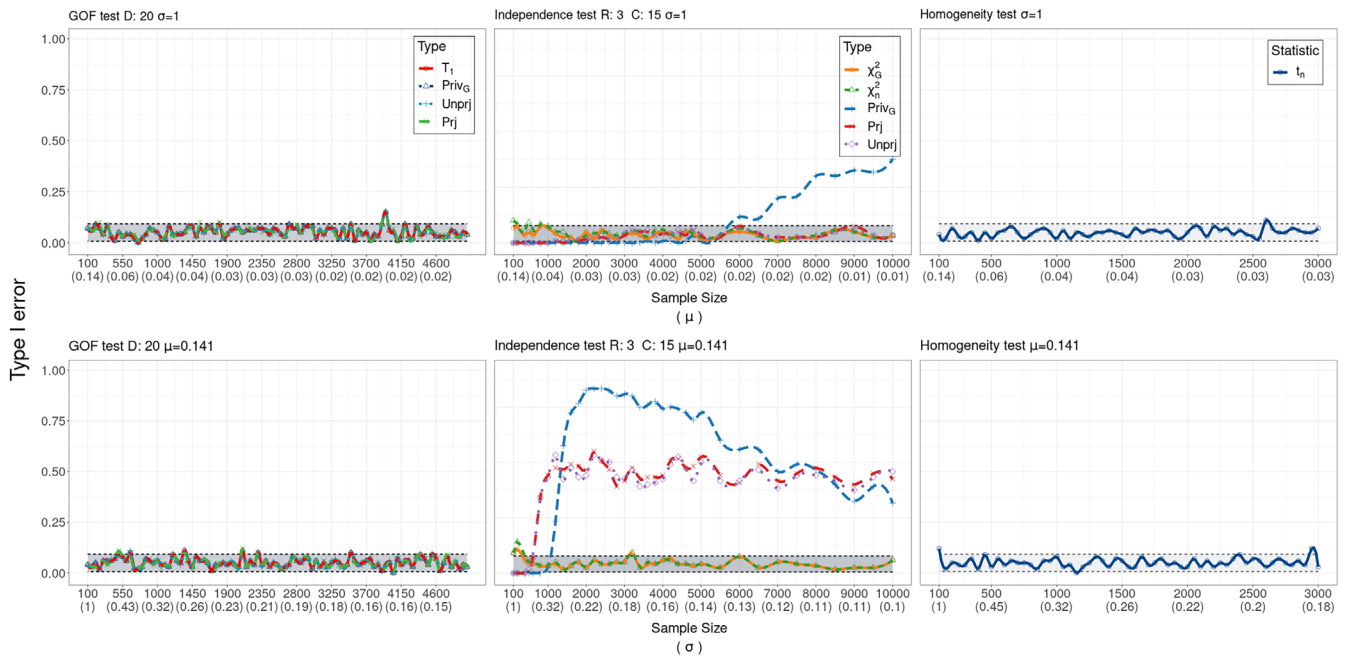 GOF test D: 20 σ=1
Independence test R: 3 C: 15 σ=1
Homogeneity test σ=1
1.00
0.75
0.50
0.25
0.00
Type
T1
PrivG
Unprj
Prj
Type
χ²G
χ²n
PrivG
Prj
Unprj
Statistic
tn
100 550 1000 1450 1900 2350 2800 3250 3700 4150 4600
(0.14) (0.06) (0.04) (0.04) (0.03) (0.03) (0.03) (0.02) (0.02) (0.02) (0.02)
100 1000 2000 3000 4000 5000 6000 7000 8000 9000 10000
(0.14) (0.04) (0.03) (0.03) (0.02) (0.02) (0.02) (0.02) (0.02) (0.01) (0.01)
100 500 1000 1500 2000 2500 3000
(0.14) (0.06) (0.04) (0.04) (0.03) (0.03) (0.03)
Sample Size
( μ )
Type I error
GOF test D: 20 μ=0.141
Independence test R: 3 C: 15 μ=0.141
Homogeneity test μ=0.141
1.00
0.75
0.50
0.25
0.00
100 550 1000 1450 1900 2350 2800 3250 3700 4150 4600
(1) (0.43) (0.32) (0.26) (0.23) (0.21) (0.19) (0.18) (0.16) (0.16) (0.15)
100 1000 2000 3000 4000 5000 6000 7000 8000 9000 10000
(1) (0.32) (0.22) (0.18) (0.16) (0.14) (0.13) (0.12) (0.11) (0.11) (0.1)
100 500 1000 1500 2000 2500 3000
(1) (0.45) (0.32) (0.26) (0.22) (0.2) (0.18)
Sample Size
( σ )